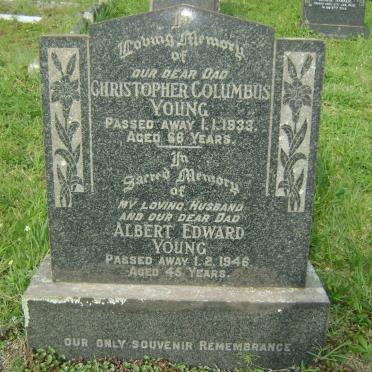 In
Loving Memory
of
OUR DEAR DAD
CHRISTOPHER COLUMBUS
YOUNG
PASSED AWAY 1.1.1933.
AGED 68 YEARS.
In
Sacred Memory
of
MY LOVING HUSBAND
AND OUR DEAR DAD
ALBERT EDWARD
YOUNG
PASSED AWAY 1.2.1946
AGED 45 YEARS.
OUR ONLY SOUVENIR REMEMBRANCE.